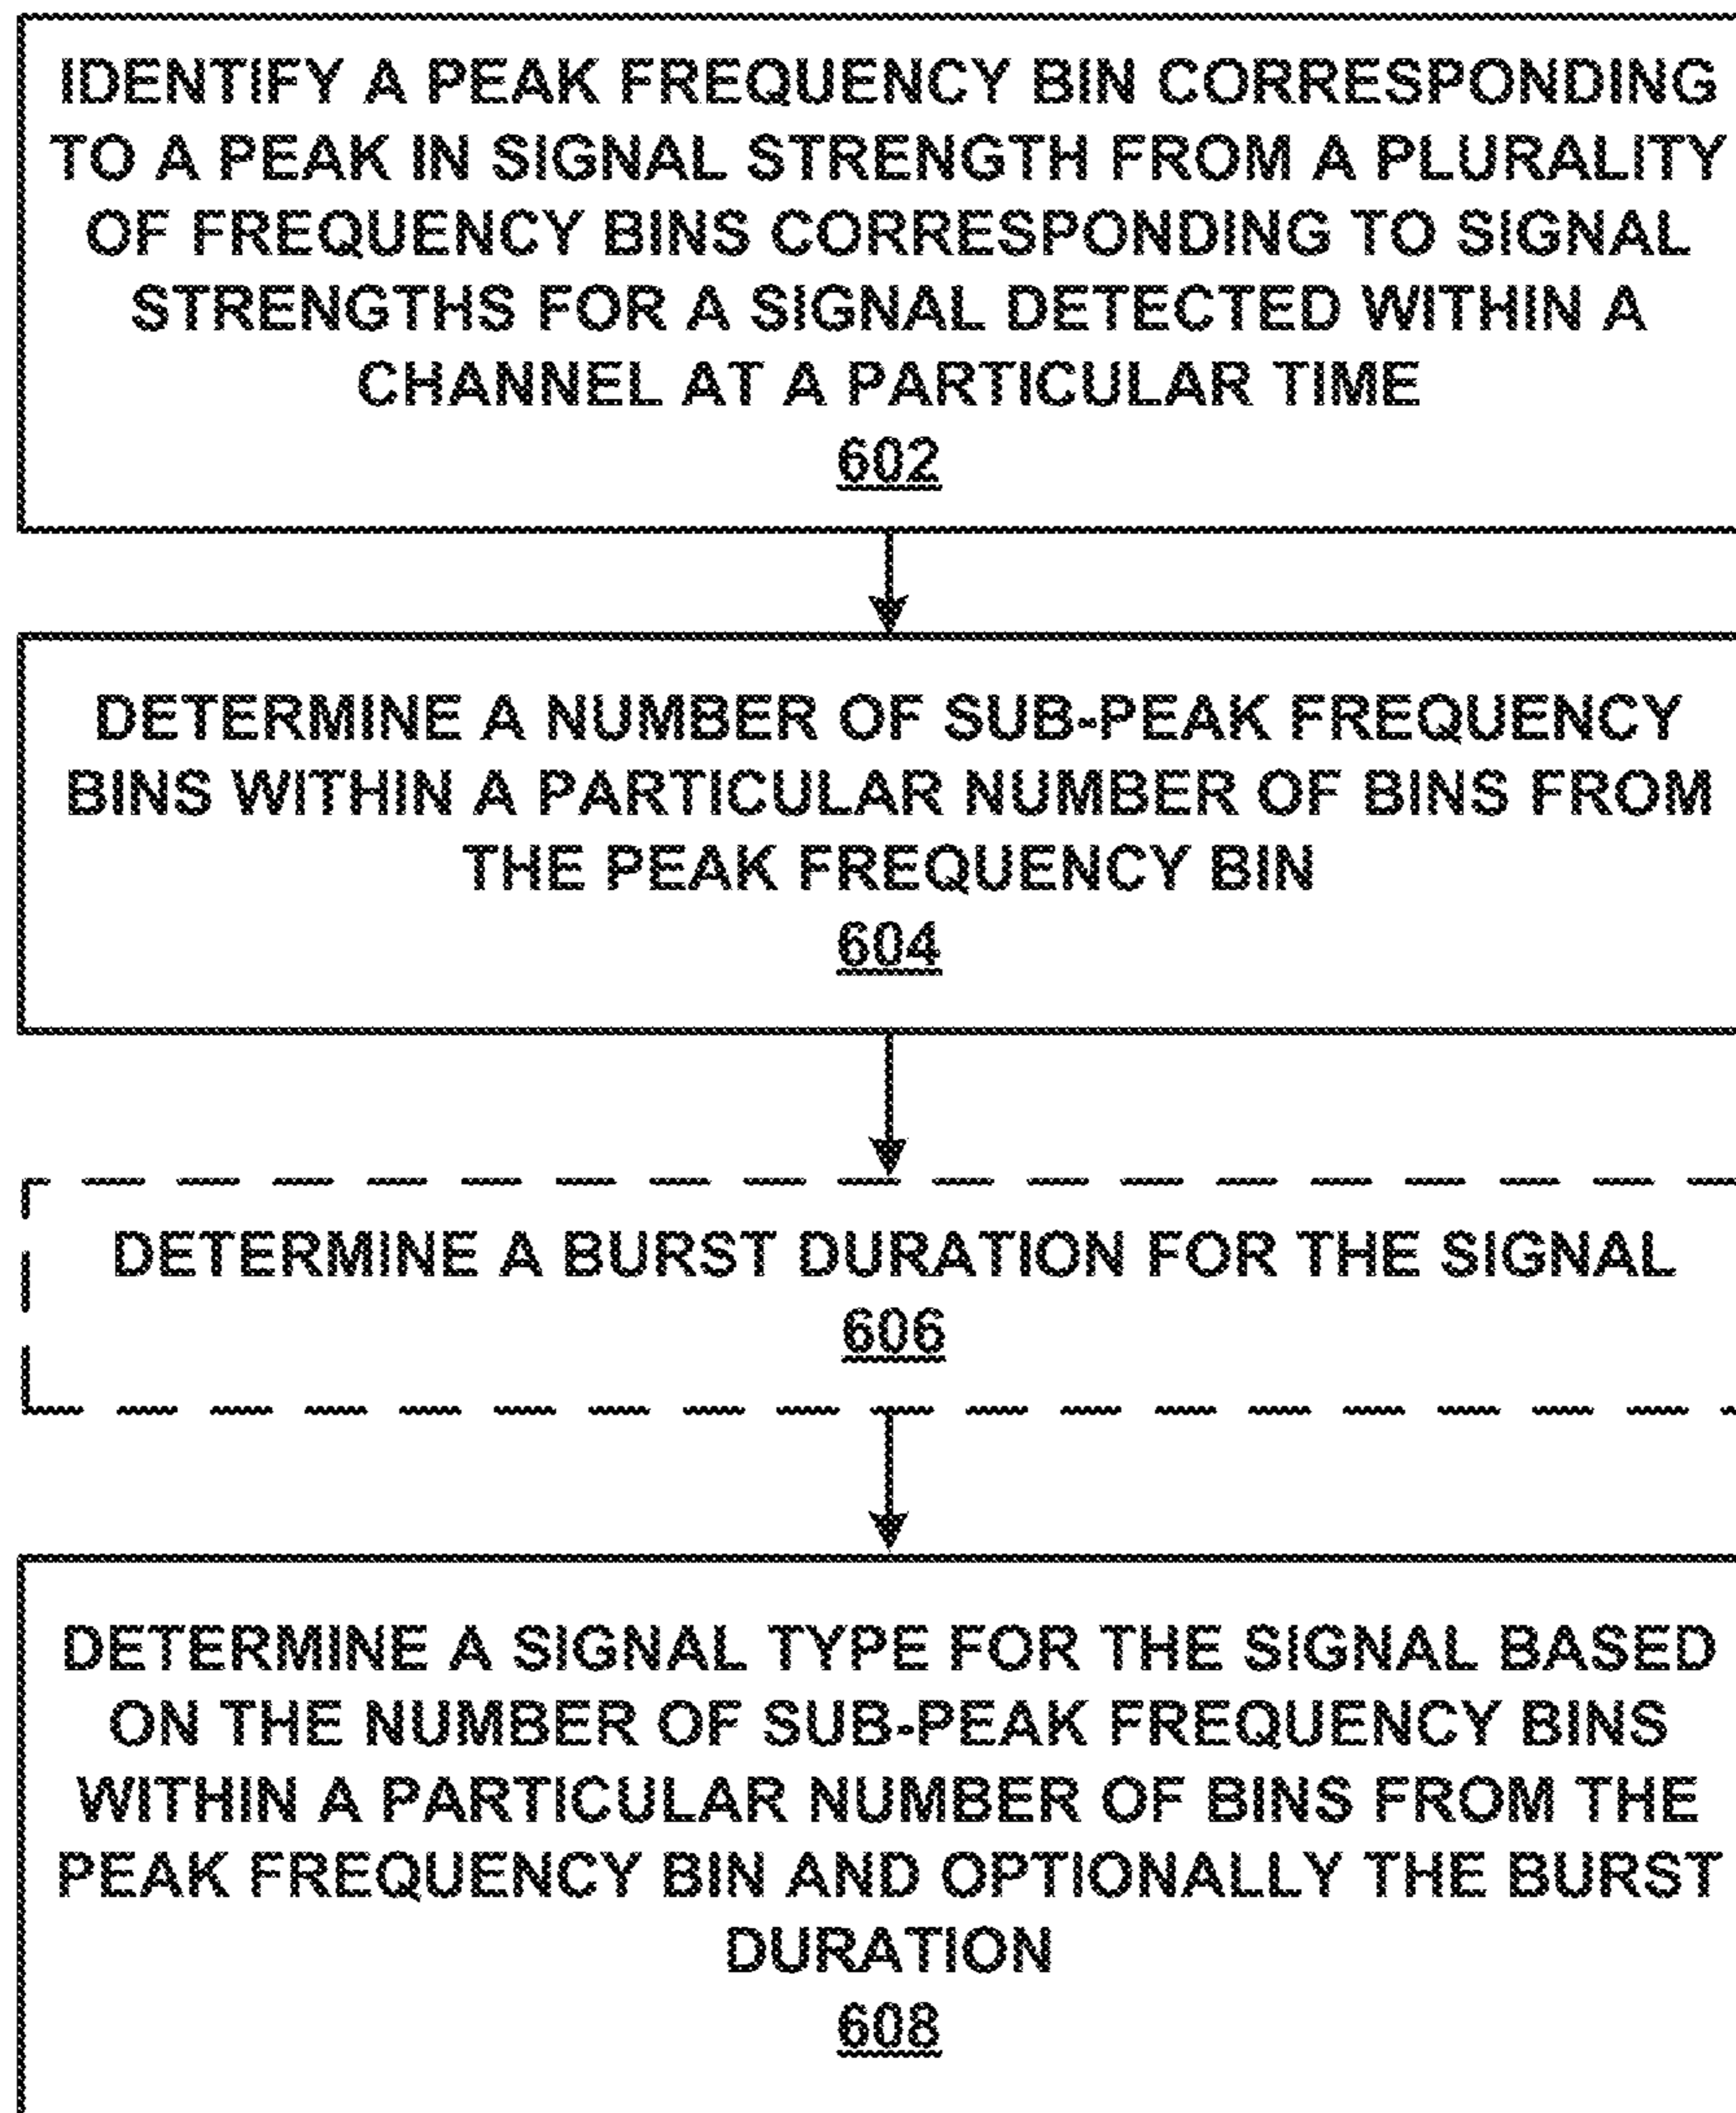 IDENTIFY A PEAK FREQUENCY BIN CORRESPONDING
TO A PEAK IN SIGNAL STRENGTH FROM A PLURALITY
OF FREQUENCY BINS CORRESPONDING TO SIGNAL
STRENGTHS FOR A SIGNAL DETECTED WITHIN A
CHANNEL AT A PARTICULAR TIME
602
DETERMINE A NUMBER OF SUB-PEAK FREQUENCY
BINS WITHIN A PARTICULAR NUMBER OF BINS FROM
THE PEAK FREQUENCY BIN
604
DETERMINE A BURST DURATION FOR THE SIGNAL
606
DETERMINE A SIGNAL TYPE FOR THE SIGNAL BASED
ON THE NUMBER OF SUB-PEAK FREQUENCY BINS
WITHIN A PARTICULAR NUMBER OF BINS FROM THE
PEAK FREQUENCY BIN AND OPTIONALLY THE BURST
DURATION
608